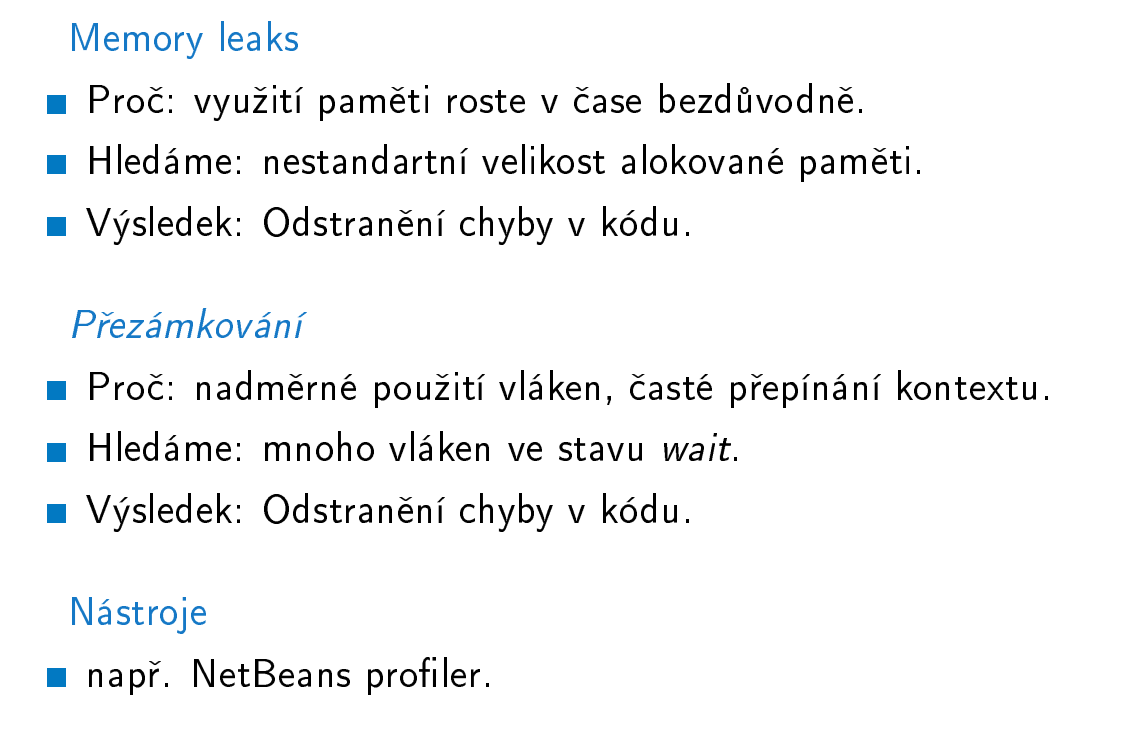 Memory leaks
Proč: využití paměti roste v čase bezdůvodně.
Hledáme: nestandartní velikost alokované paměti.
Výsledek: Odstranění chyby v kódu.
Přezámkování
Proč: nadměrné použití vláken, časté přepínání kontextu.
Hledáme: mnoho vláken ve stavu wait.
Výsledek: Odstranění chyby v kódu.
Nástroje
např. NetBeans profiler.